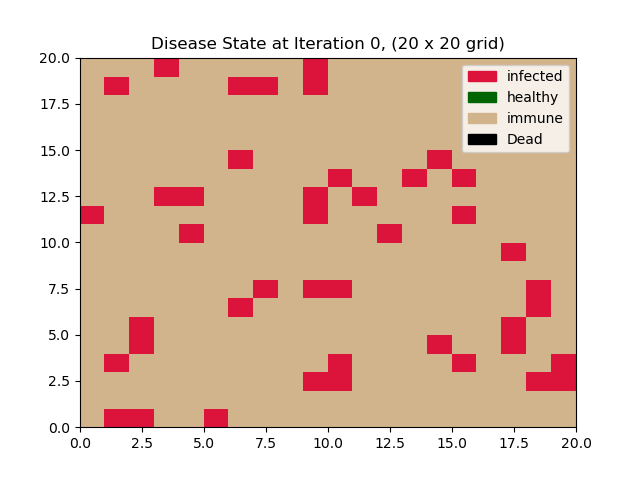 Disease State at Iteration 0, (20 x 20 grid)
20.0
17.5
15.0
12.5
10.0
7.5
5.0
2.5
0.0
infected
healthy
immune
Dead
0.0 2.5 5.0 7.5 10.0 12.5 15.0 17.5 20.0